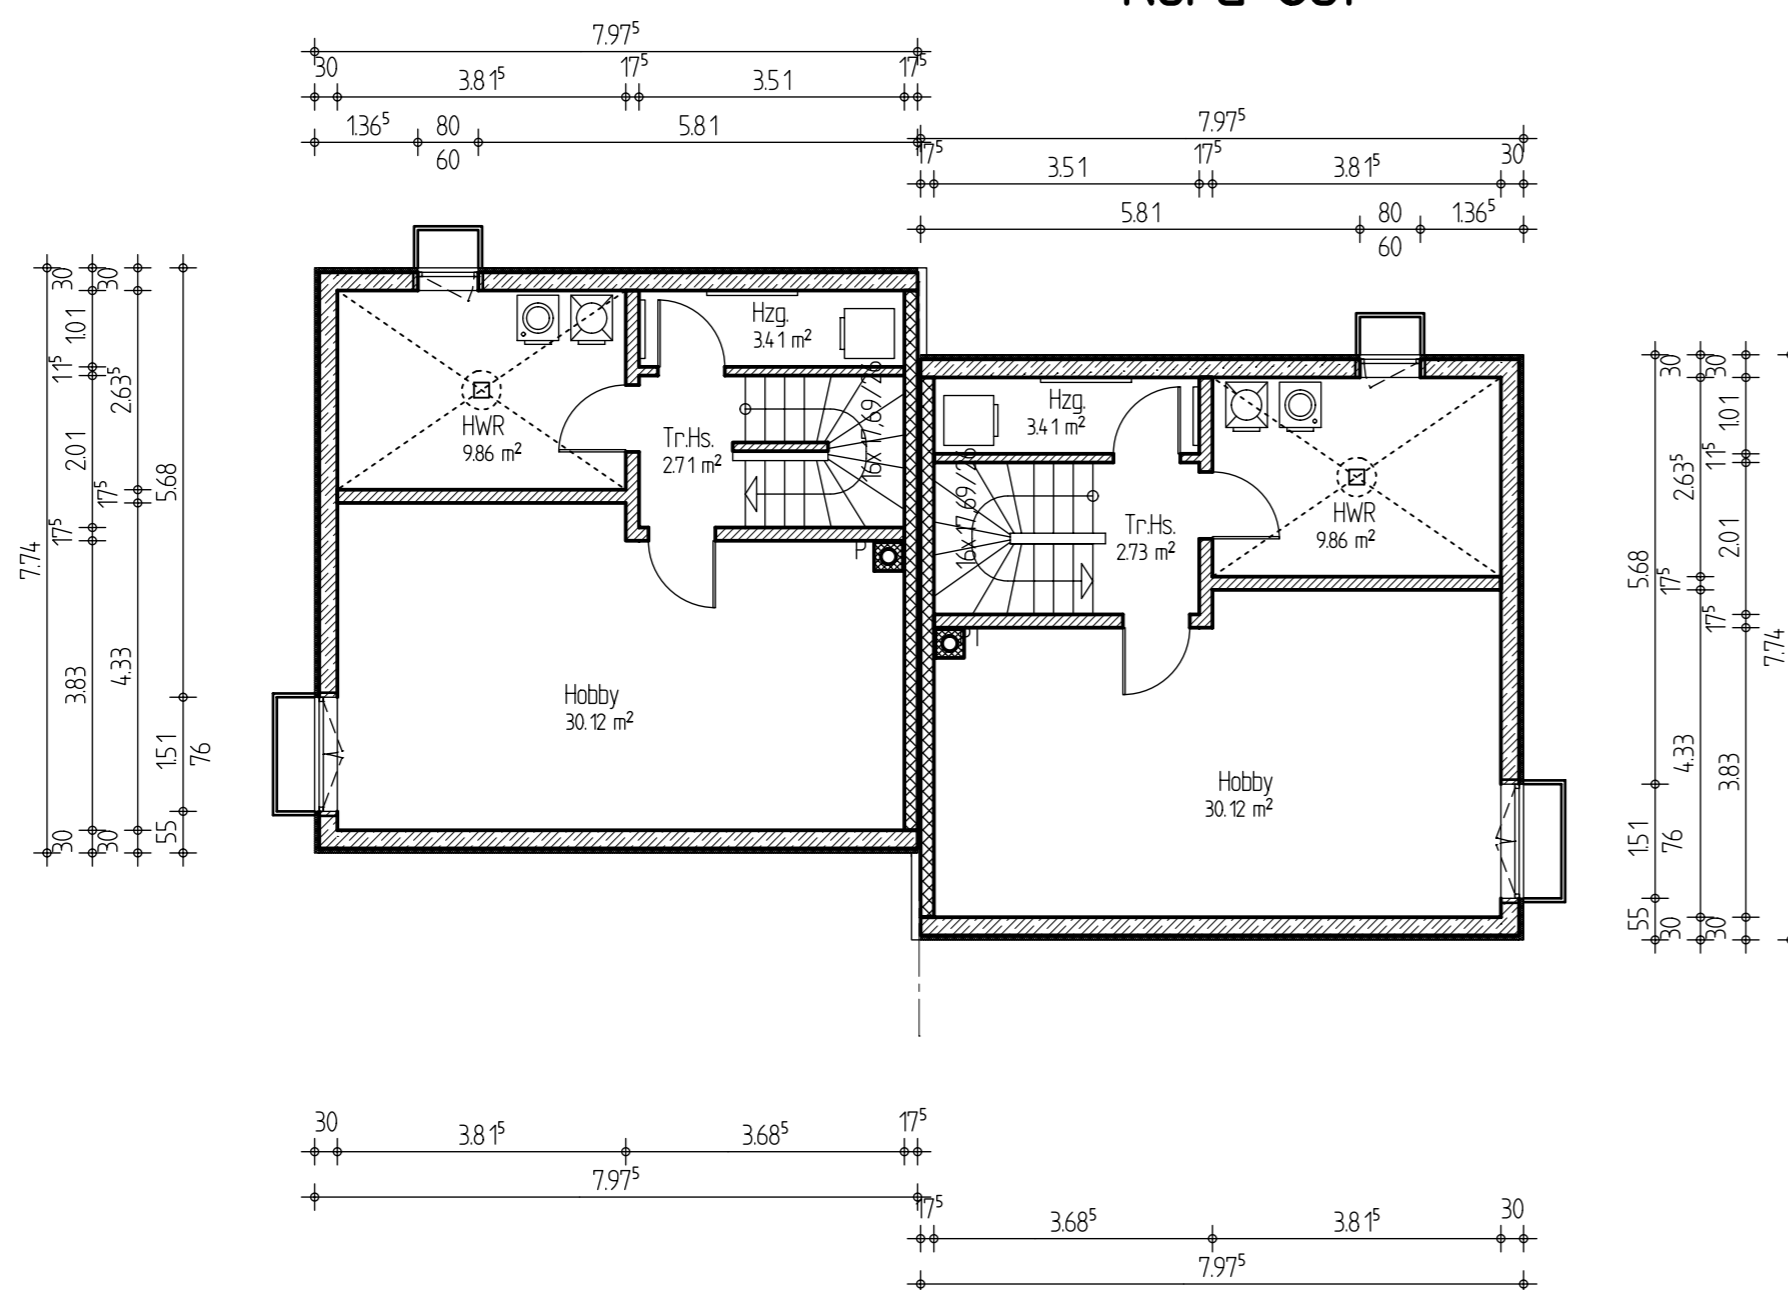 7.97⁵
30 3.81⁵ 17⁵ 3.51 17⁵
1.36⁵ 80 5.81
60
7.97⁵
17⁵ 3.51 17⁵ 3.81⁵ 30
5.81 80 1.36⁵
60
7.74
30 1.01 11⁵ 2.01 17⁵ 3.83 30
30 2.63⁵ 17⁵ 4.33 30
5.68 1.51 55
76
Hzg.
3.41 m²
HWR
9.86 m²
Tr.Hs.
2.71 m²
16x 17,69/26
P
Hobby
30.12 m²
Hzg.
3.41 m²
16x 17,69/26
Tr.Hs.
2.73 m²
HWR
9.86 m²
Hobby
30.12 m²
5.68 1.51 55
76
30 2.63⁵ 17⁵ 4.33 30
30 1.01 11⁵ 2.01 17⁵ 3.83 30
7.74
30 3.81⁵ 3.68⁵ 17⁵
7.97⁵
17⁵ 3.68⁵ 3.81⁵ 30
7.97⁵